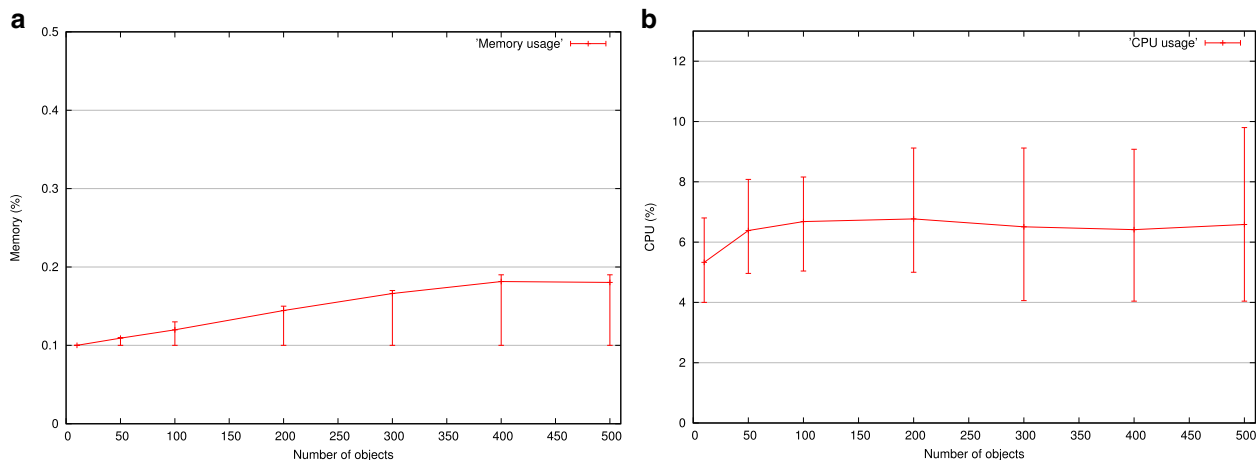 a
'Memory usage'
0.5
0.4
0.3
0.2
0.1
0
Memory (%)
0 50 100 150 200 250 300 350 400 450 500
Number of objects
b
'CPU usage'
12
10
8
6
4
2
0
CPU (%)
0 50 100 150 200 250 300 350 400 450 500
Number of objects